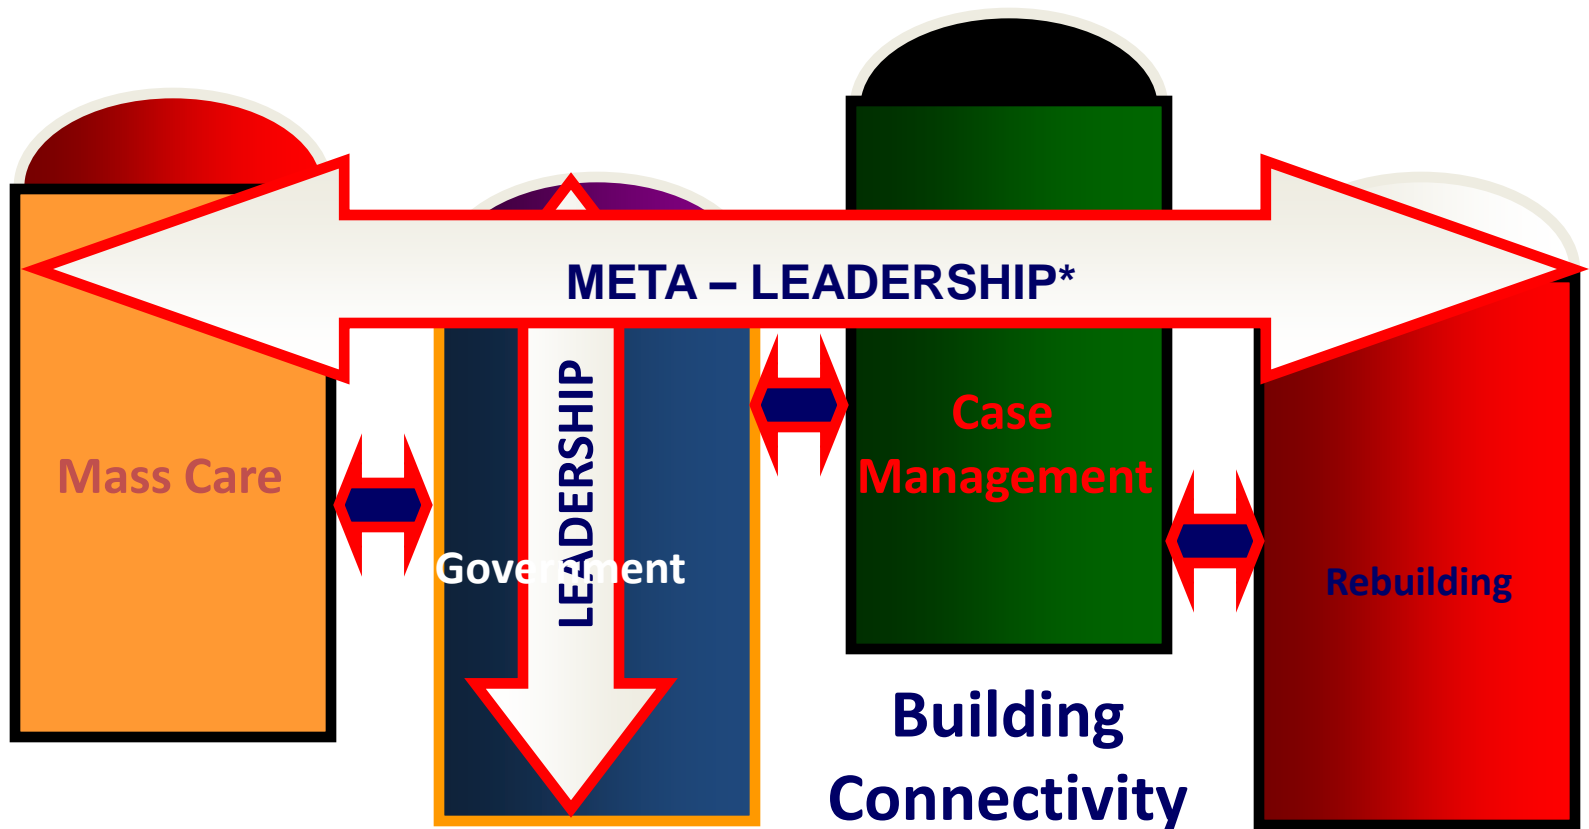 META – LEADERSHIP*
LEADERSHIP
Mass Care
Government
Case
Management
Rebuilding
Building
Connectivity